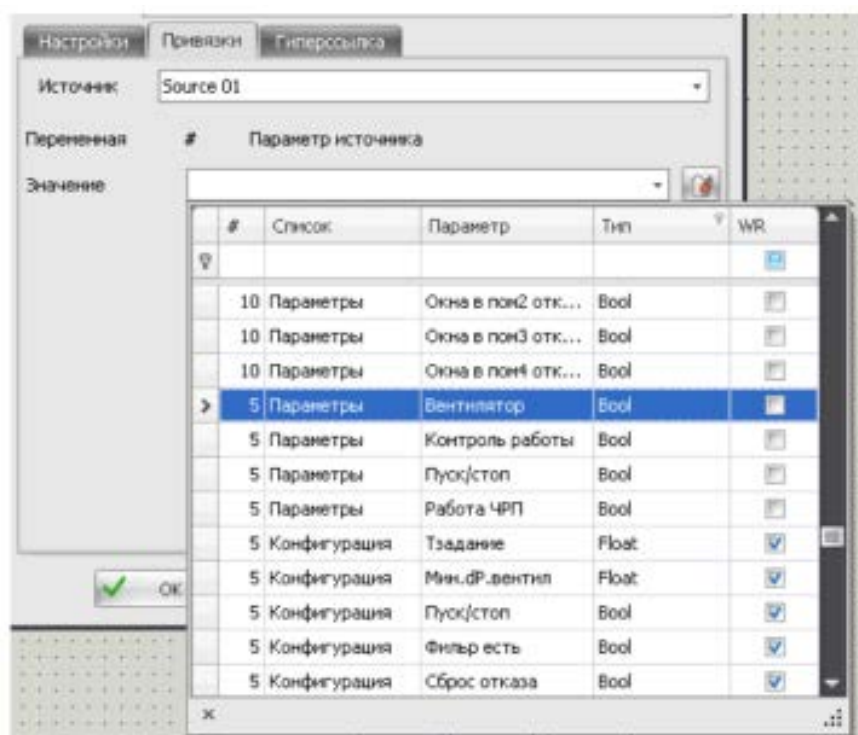 Настройки Привязки Гиперссылка
Источник Source 01
Переменная # Параметр источника
Значение
# Список Параметр Тип WR
10 Параметры Окна в пом2 отк... Bool
10 Параметры Окна в пом3 отк... Bool
10 Параметры Окна в пом4 отк... Bool
5 Параметры Вентилятор Bool
5 Параметры Контроль работы Bool
5 Параметры Пуск/стоп Bool
5 Параметры Работа ЧРП Bool
5 Конфигурация Тзадание Float
5 Конфигурация Мин.dP.вентил Float
5 Конфигурация Пуск/стоп Bool
5 Конфигурация Фильр есть Bool
5 Конфигурация Сброс отказа Bool
ОК